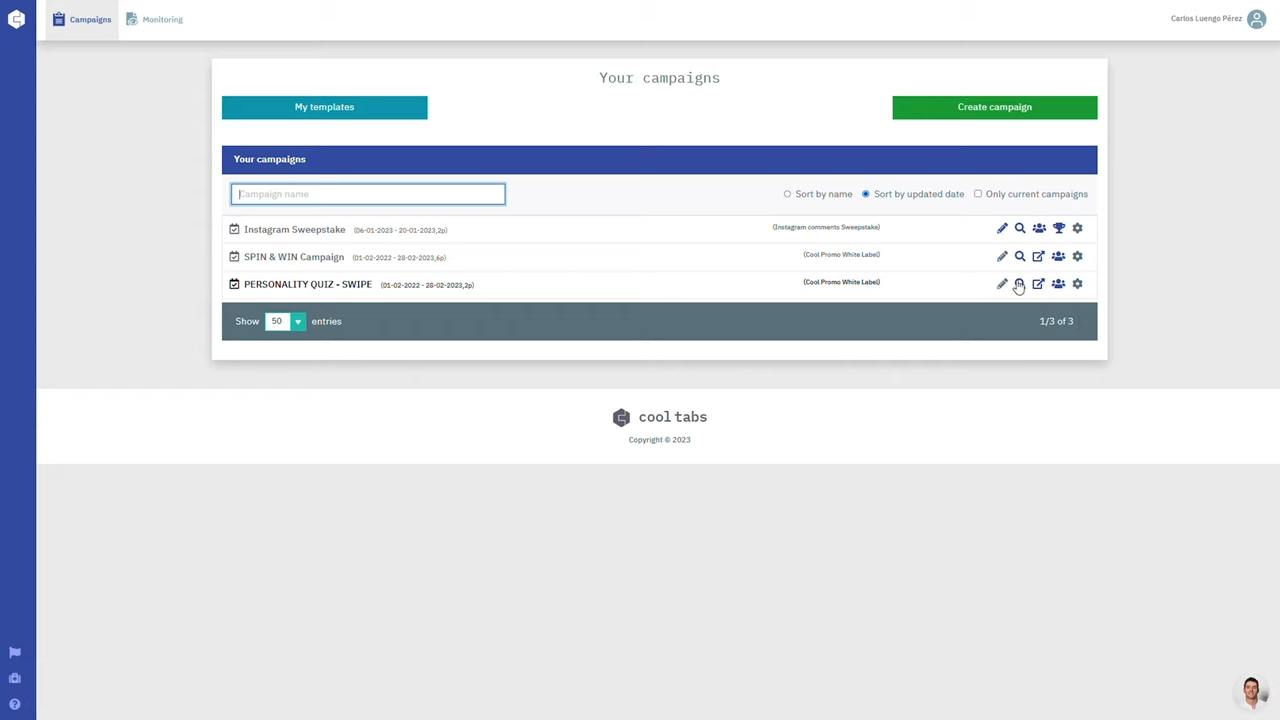 Campaigns
Monitoring
Carlos Luengo Pérez
Your campaigns
My templates
Create campaign
Your campaigns
Campaign name
Sort by name
Sort by updated date
Only current campaigns
Instagram Sweepstake (06-01-2023 - 20-01-2023,2p)
(Instagram comments Sweepstake)
SPIN & WIN Campaign (01-02-2022 - 28-02-2023,6p)
(Cool Promo White Label)
PERSONALITY QUIZ - SWIPE (01-02-2022 - 28-02-2023,2p)
(Cool Promo White Label)
Show 50 entries
1/3 of 3
cool tabs
Copyright © 2023